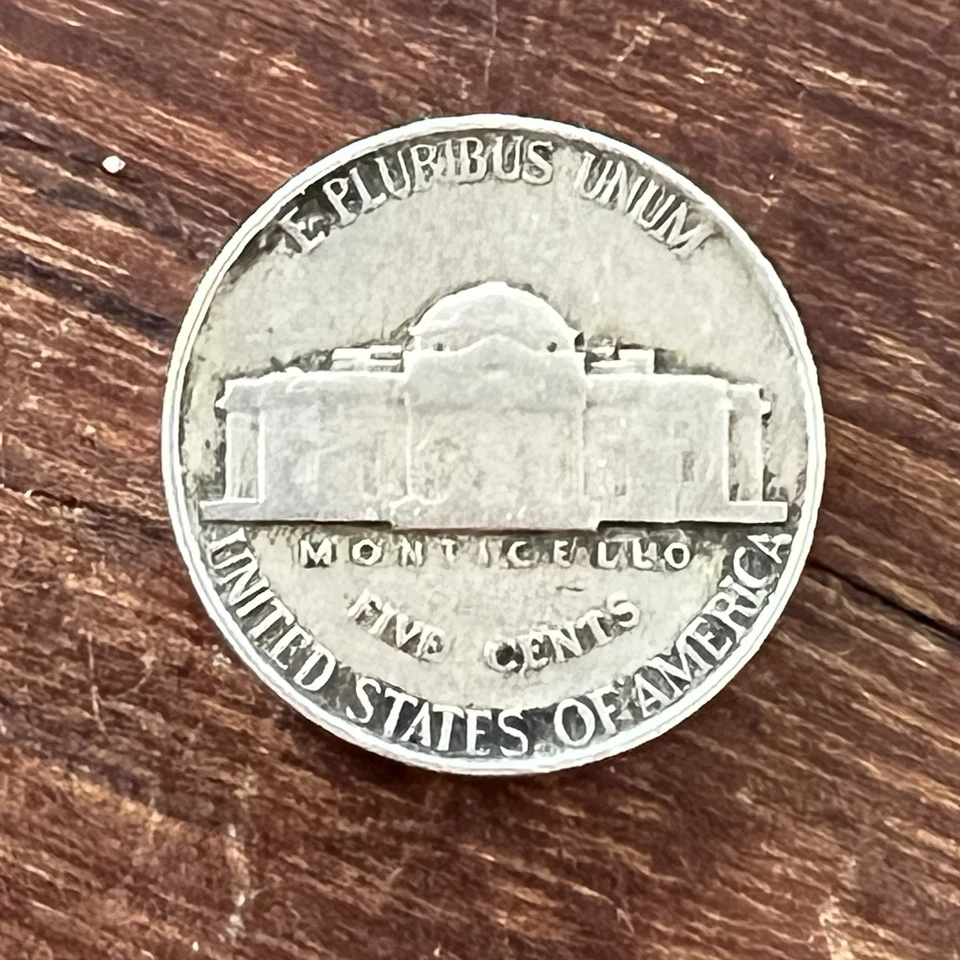 E PLURIBUS UNUM
MONTICELLO
FIVE CENTS
UNITED STATES OF AMERICA